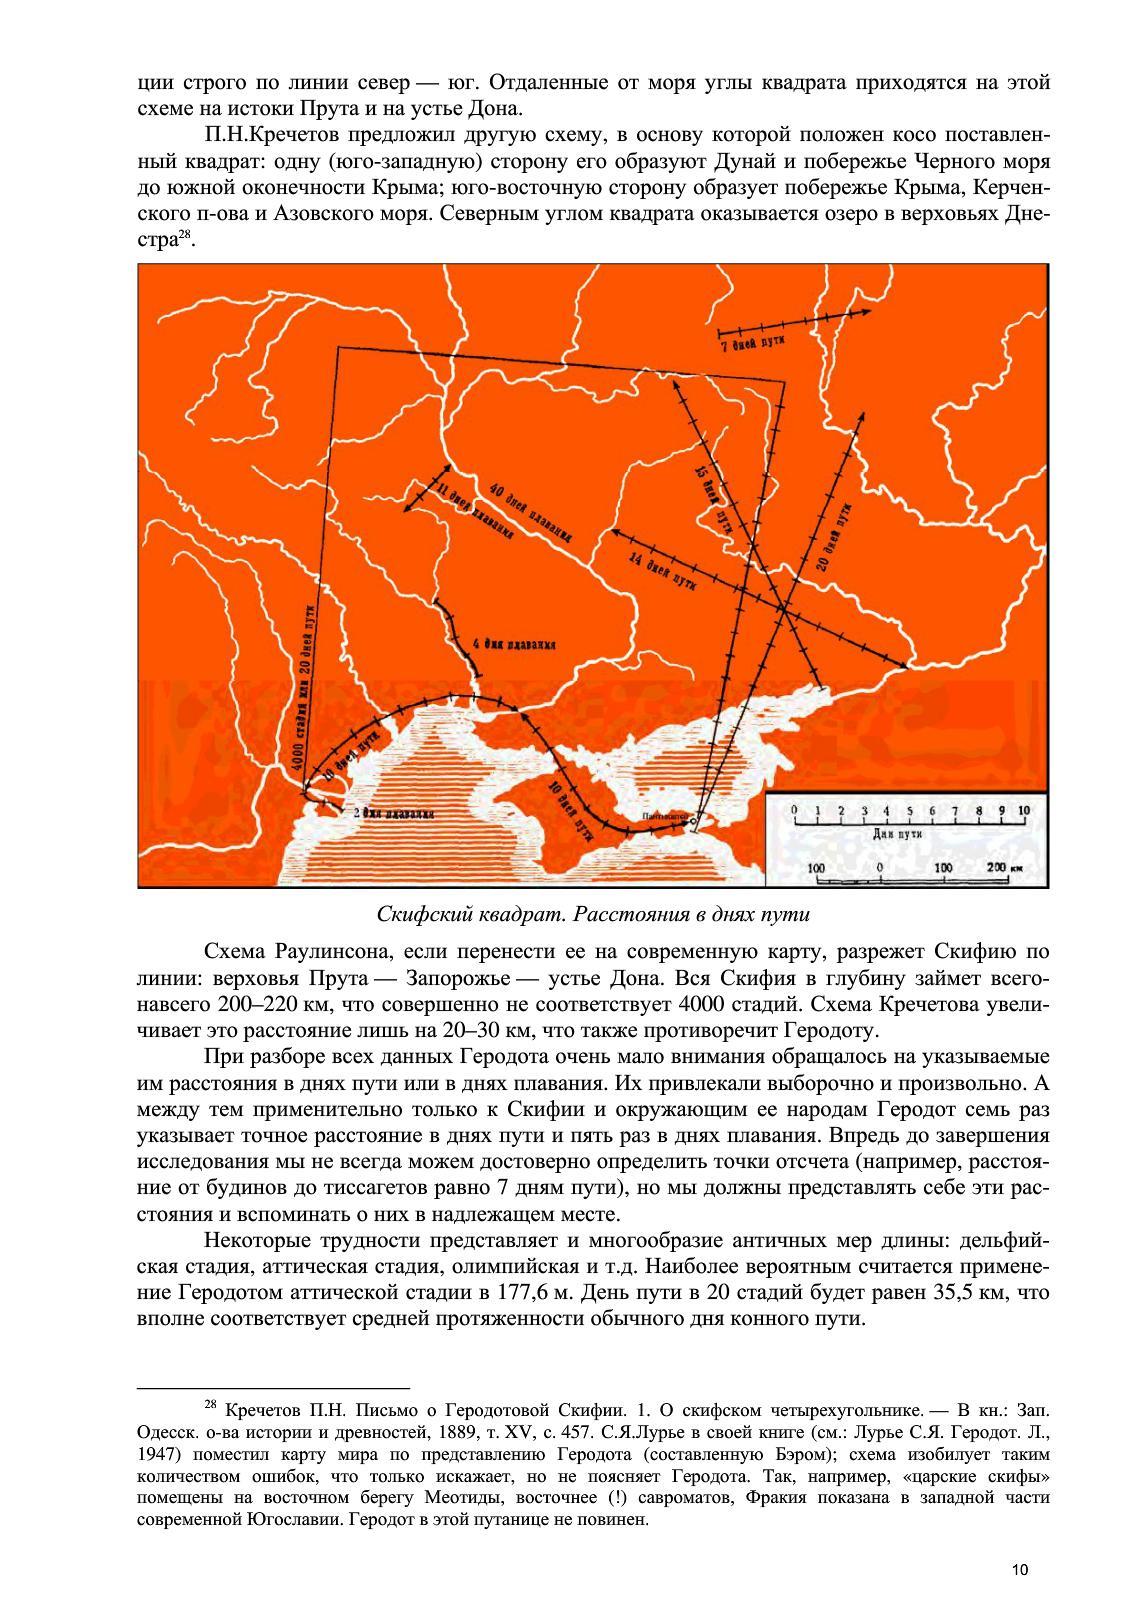 ции строго по линии север — юг. Отдаленные от моря углы квадрата приходятся на этой
схеме на истоки Прута и на устье Дона.
П.Н.Кречетов предложил другую схему, в основу которой положен косо поставлен-
ный квадрат: одну (юго-западную) сторону его образуют Дунай и побережье Черного моря
до южной оконечности Крыма; юго-восточную сторону образует побережье Крыма, Керчен-
ского п-ова и Азовского моря. Северным углом квадрата оказывается озеро в верховьях Дне-
стра28.
7 дней пути
15 дней пути
40 дней плавания
11 дней плавания
20 дней пути
14 дней пути
4 дня плавания
4000 стадий или 20 дней пути
10 дней пути
2 дня плавания
10 дней пути
Пантикапей
0 1 2 3 4 5 6 7 8 9 10
Дни пути
100 0 100 200 км
Скифский квадрат. Расстояния в днях пути
Схема Раулинсона, если перенести ее на современную карту, разрежет Скифию по
линии: верховья Прута — Запорожье — устье Дона. Вся Скифия в глубину займет всего-
навсего 200–220 км, что совершенно не соответствует 4000 стадий. Схема Кречетова увели-
чивает это расстояние лишь на 20–30 км, что также противоречит Геродоту.
При разборе всех данных Геродота очень мало внимания обращалось на указываемые
им расстояния в днях пути или в днях плавания. Их привлекали выборочно и произвольно. А
между тем применительно только к Скифии и окружающим ее народам Геродот семь раз
указывает точное расстояние в днях пути и пять раз в днях плавания. Впредь до завершения
исследования мы не всегда можем достоверно определить точки отсчета (например, расстоя-
ние от будинов до тиссагетов равно 7 дням пути), но мы должны представлять себе эти рас-
стояния и вспоминать о них в надлежащем месте.
Некоторые трудности представляет и многообразие античных мер длины: дельфий-
ская стадия, аттическая стадия, олимпийская и т.д. Наиболее вероятным считается примене-
ние Геродотом аттической стадии в 177,6 м. День пути в 20 стадий будет равен 35,5 км, что
вполне соответствует средней протяженности обычного дня конного пути.
28 Кречетов П.Н. Письмо о Геродотовой Скифии. 1. О скифском четырехугольнике. — В кн.: Зап.
Одесск. о-ва истории и древностей, 1889, т. XV, с. 457. С.Я.Лурье в своей книге (см.: Лурье С.Я. Геродот. Л.,
1947) поместил карту мира по представлению Геродота (составленную Бэром); схема изобилует таким
количеством ошибок, что только искажает, но не поясняет Геродота. Так, например, «царские скифы»
помещены на восточном берегу Меотиды, восточнее (!) савроматов, Фракия показана в западной части
современной Югославии. Геродот в этой путанице не повинен.
10